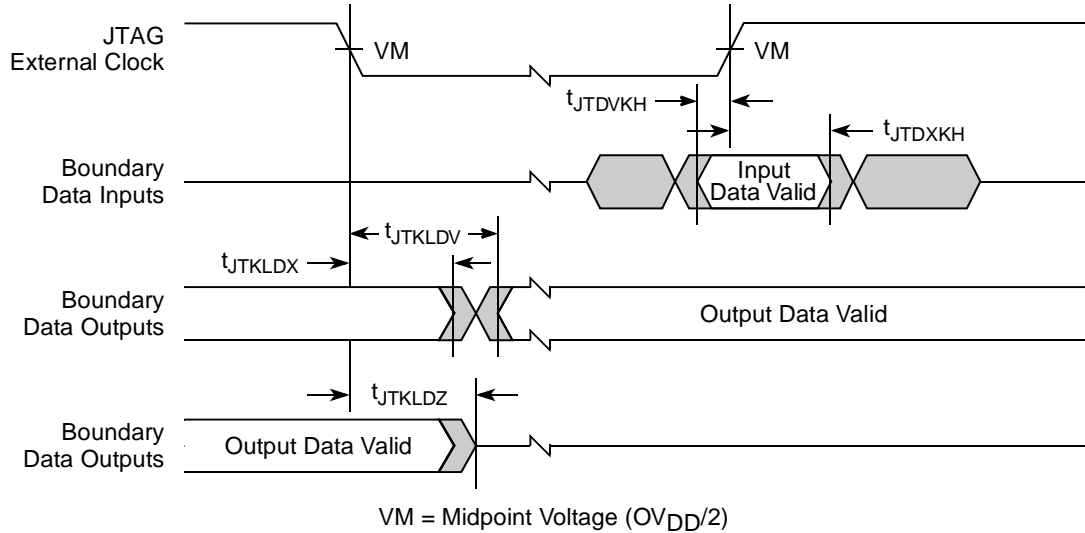 JTAG
External Clock
VM
VM
tJTDVKH
tJTDXKH
Boundary
Data Inputs
Input
Data Valid
tJTKLDV
tJTKLDX
Boundary
Data Outputs
Output Data Valid
tJTKLDZ
Boundary
Data Outputs
Output Data Valid
VM = Midpoint Voltage (OVDD/2)